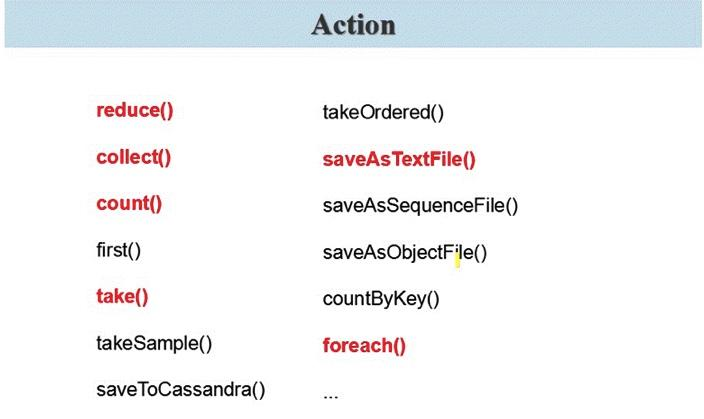 Action
reduce()
collect()
count()
first()
take()
takeSample()
saveToCassandra()
takeOrdered()
saveAsTextFile()
saveAsSequenceFile()
saveAsObjectFile()
countByKey()
foreach()
...